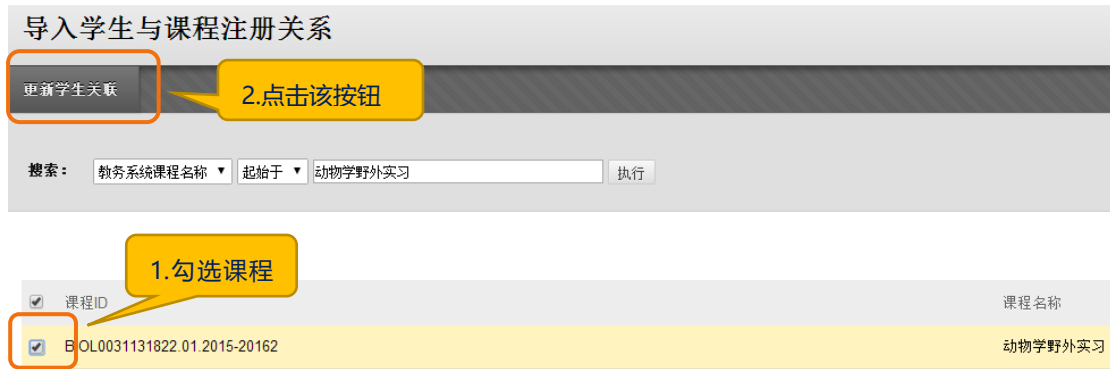 导入学生与课程注册关系
更新学生关联
2.点击该按钮
搜索： 教务系统课程名称 起始于 动物学野外实习 执行
1.勾选课程
课程ID 课程名称
BIOL0031131822.01.2015-20162 动物学野外实习